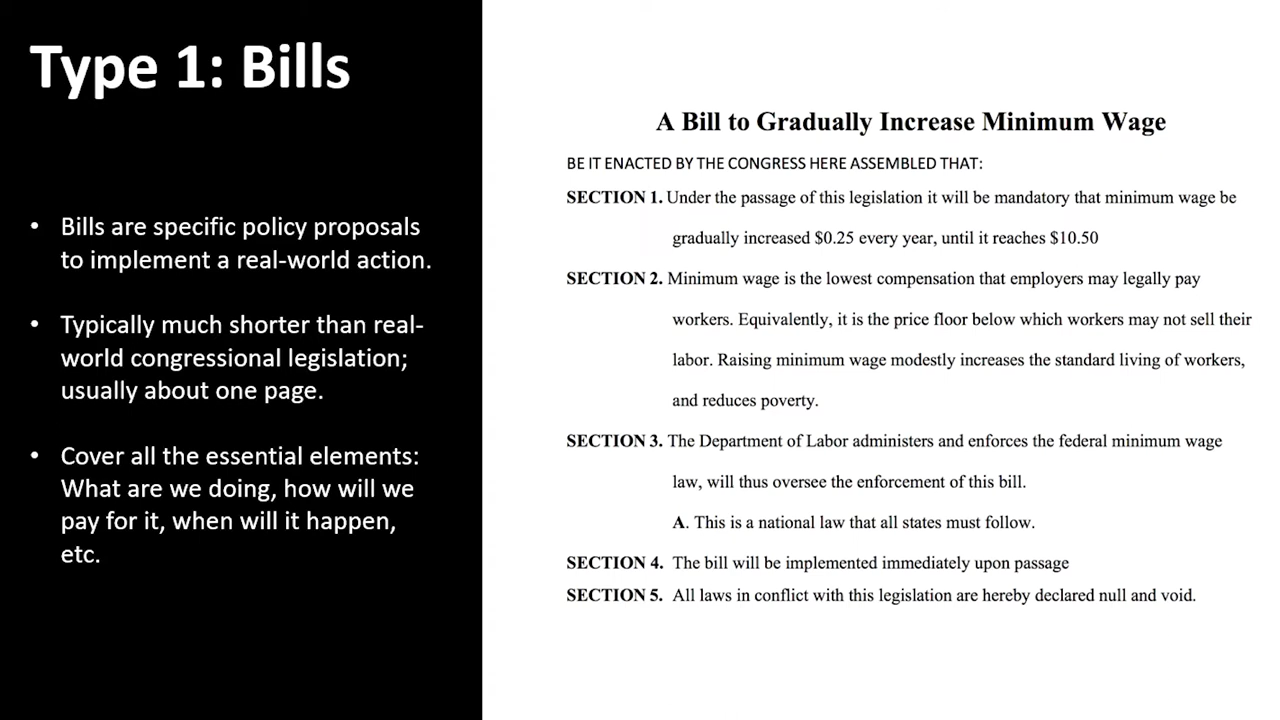 Type 1: Bills
• Bills are specific policy proposals
to implement a real-world action.
• Typically much shorter than real-
world congressional legislation;
usually about one page.
• Cover all the essential elements:
What are we doing, how will we
pay for it, when will it happen,
etc.
A Bill to Gradually Increase Minimum Wage
BE IT ENACTED BY THE CONGRESS HERE ASSEMBLED THAT:
SECTION 1. Under the passage of this legislation it will be mandatory that minimum wage be
gradually increased $0.25 every year, until it reaches $10.50
SECTION 2. Minimum wage is the lowest compensation that employers may legally pay
workers. Equivalently, it is the price floor below which workers may not sell their
labor. Raising minimum wage modestly increases the standard living of workers,
and reduces poverty.
SECTION 3. The Department of Labor administers and enforces the federal minimum wage
law, will thus oversee the enforcement of this bill.
A. This is a national law that all states must follow.
SECTION 4. The bill will be implemented immediately upon passage
SECTION 5. All laws in conflict with this legislation are hereby declared null and void.